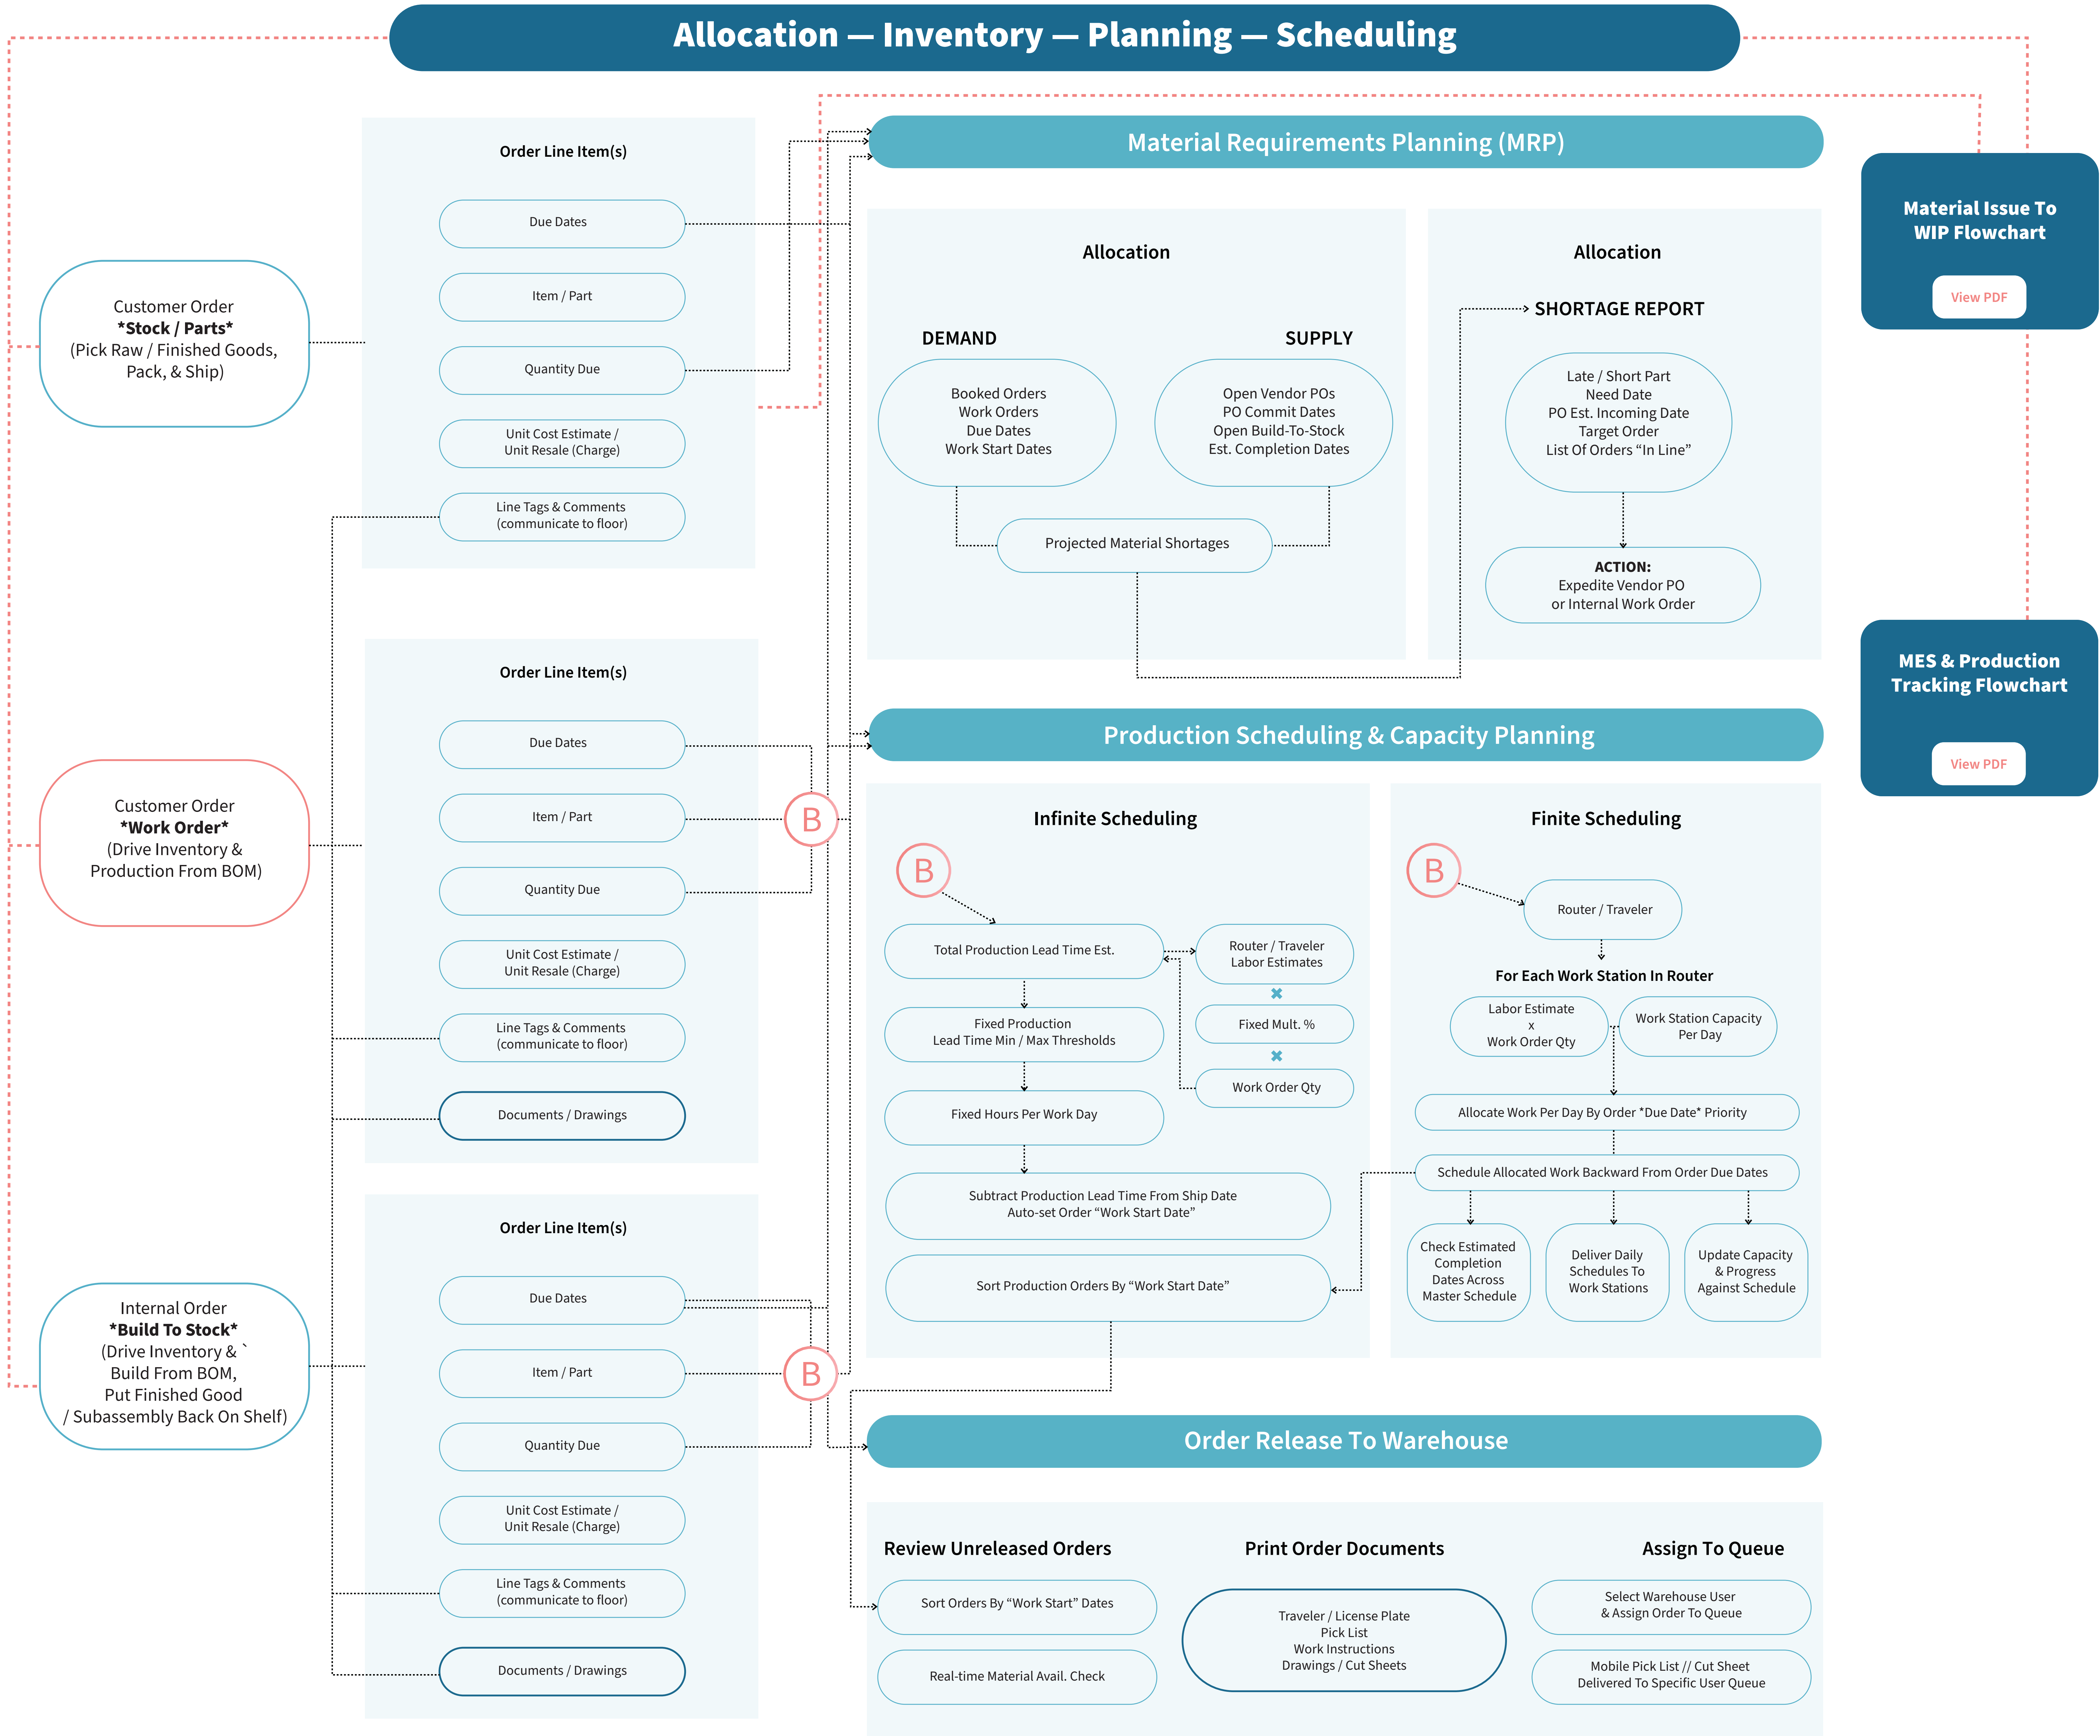 Allocation — Inventory — Planning — Scheduling
Customer Order
*Stock / Parts*
(Pick Raw / Finished Goods,
Pack, & Ship)
Order Line Item(s)
Due Dates
Item / Part
Quantity Due
Unit Cost Estimate /
Unit Resale (Charge)
Line Tags & Comments
(communicate to floor)
Customer Order
*Work Order*
(Drive Inventory &
Production From BOM)
Order Line Item(s)
Due Dates
Item / Part
Quantity Due
Unit Cost Estimate /
Unit Resale (Charge)
Line Tags & Comments
(communicate to floor)
Documents / Drawings
B
Internal Order
*Build To Stock*
(Drive Inventory & `
Build From BOM,
Put Finished Good
/ Subassembly Back On Shelf)
Order Line Item(s)
Due Dates
Item / Part
Quantity Due
Unit Cost Estimate /
Unit Resale (Charge)
Line Tags & Comments
(communicate to floor)
Documents / Drawings
B
Material Requirements Planning (MRP)
Allocation
DEMAND
Booked Orders
Work Orders
Due Dates
Work Start Dates
SUPPLY
Open Vendor POs
PO Commit Dates
Open Build-To-Stock
Est. Completion Dates
Projected Material Shortages
Allocation
SHORTAGE REPORT
Late / Short Part
Need Date
PO Est. Incoming Date
Target Order
List Of Orders “In Line”
ACTION:
Expedite Vendor PO
or Internal Work Order
Production Scheduling & Capacity Planning
Infinite Scheduling
B
Total Production Lead Time Est.
Router / Traveler
Labor Estimates
✖
Fixed Mult. %
✖
Work Order Qty
Fixed Production
Lead Time Min / Max Thresholds
Fixed Hours Per Work Day
Subtract Production Lead Time From Ship Date
Auto-set Order “Work Start Date”
Sort Production Orders By “Work Start Date”
Finite Scheduling
B
Router / Traveler
For Each Work Station In Router
Labor Estimate
x
Work Order Qty
Work Station Capacity
Per Day
Allocate Work Per Day By Order *Due Date* Priority
Schedule Allocated Work Backward From Order Due Dates
Check Estimated
Completion
Dates Across
Master Schedule
Deliver Daily
Schedules To
Work Stations
Update Capacity
& Progress
Against Schedule
Order Release To Warehouse
Review Unreleased Orders
Sort Orders By “Work Start” Dates
Real-time Material Avail. Check
Print Order Documents
Traveler / License Plate
Pick List
Work Instructions
Drawings / Cut Sheets
Assign To Queue
Select Warehouse User
& Assign Order To Queue
Mobile Pick List // Cut Sheet
Delivered To Specific User Queue
Material Issue To
WIP Flowchart
View PDF
MES & Production
Tracking Flowchart
View PDF